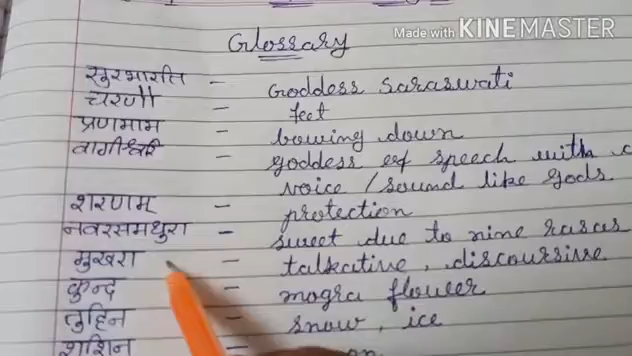 Made with KINEMASTER
Glossary
सुरभारति - Goddess Saraswati
चरणौ - feet
प्रणमाम - bowing down
वागीश्वरि - goddess of speech with
voice / sound like gods.
शरणम् - protection
नवरसमधुरा - sweet due to nine rasas
मुखरा - talkative, discoursive
कुन्द - mogra flower
तुहिन - snow, ice
शशिन -